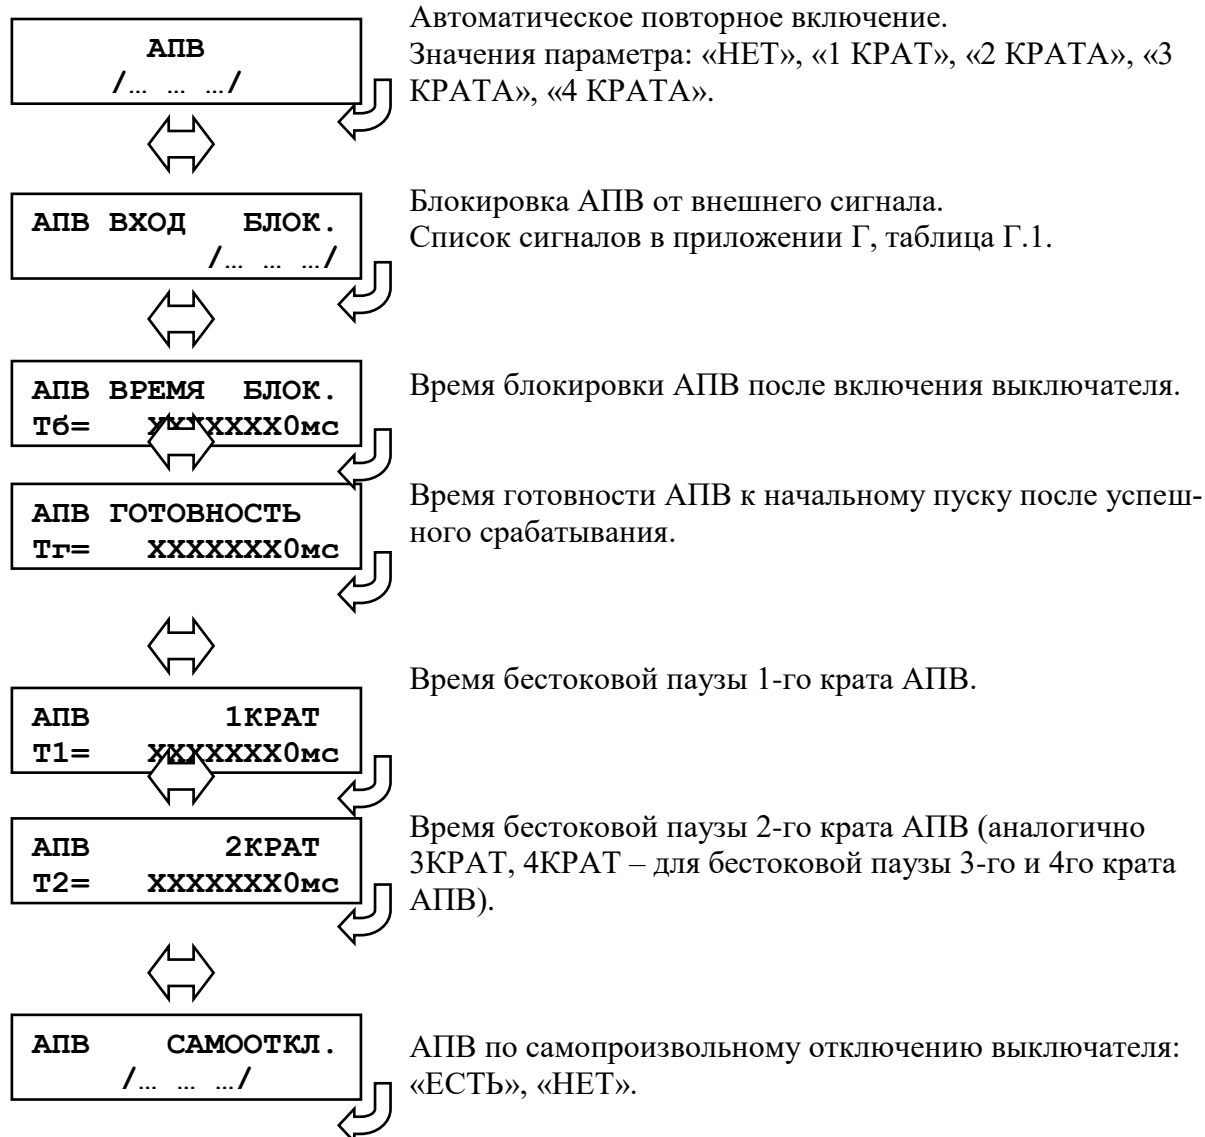 АПВ
/… … …/
Автоматическое повторное включение.
Значения параметра: «НЕТ», «1 КРАТ», «2 КРАТА», «3
КРАТА», «4 КРАТА».
АПВ ВХОД БЛОК.
/… … …/
Блокировка АПВ от внешнего сигнала.
Список сигналов в приложении Г, таблица Г.1.
АПВ ВРЕМЯ БЛОК.
Тб= XXXXXXX0мс
Время блокировки АПВ после включения выключателя.
АПВ ГОТОВНОСТЬ
Тг= XXXXXXX0мс
Время готовности АПВ к начальному пуску после успеш-
ного срабатывания.
АПВ 1КРАТ
Т1= XXXXXXX0мс
Время бестоковой паузы 1-го крата АПВ.
АПВ 2КРАТ
Т2= XXXXXXX0мс
Время бестоковой паузы 2-го крата АПВ (аналогично
3КРАТ, 4КРАТ – для бестоковой паузы 3-го и 4го крата
АПВ).
АПВ САМООТКЛ.
/… … …/
АПВ по самопроизвольному отключению выключателя:
«ЕСТЬ», «НЕТ».